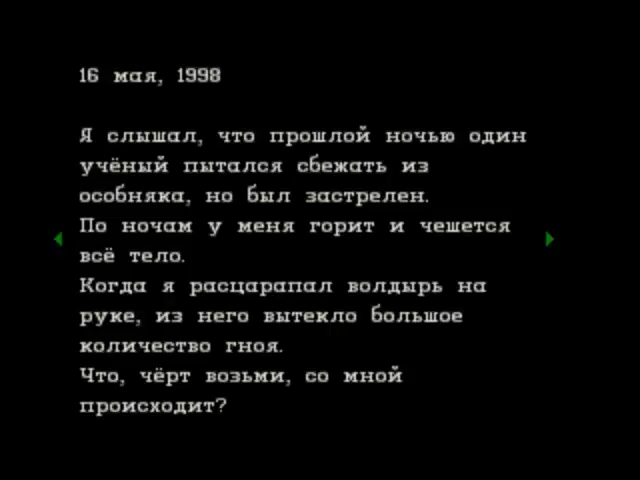 16 мая, 1998
Я слышал, что прошлой ночью один
учёный пытался сбежать из
особняка, но был застрелен.
По ночам у меня горит и чешется
всё тело.
Когда я расцарапал волдырь на
руке, из него вытекло большое
количество гноя.
Что, чёрт возьми, со мной
происходит?